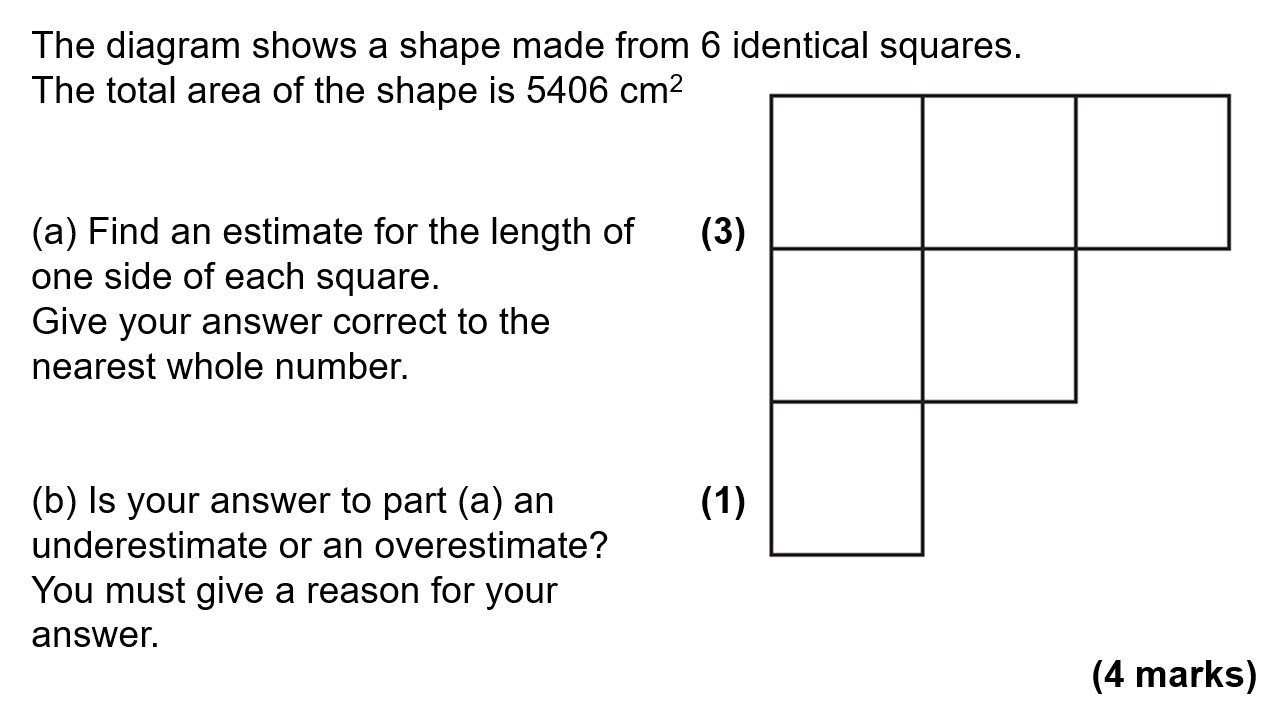 The diagram shows a shape made from 6 identical squares.
The total area of the shape is 5406 cm²
(a) Find an estimate for the length of (3)
one side of each square.
Give your answer correct to the
nearest whole number.
(b) Is your answer to part (a) an (1)
underestimate or an overestimate?
You must give a reason for your
answer.
(4 marks)